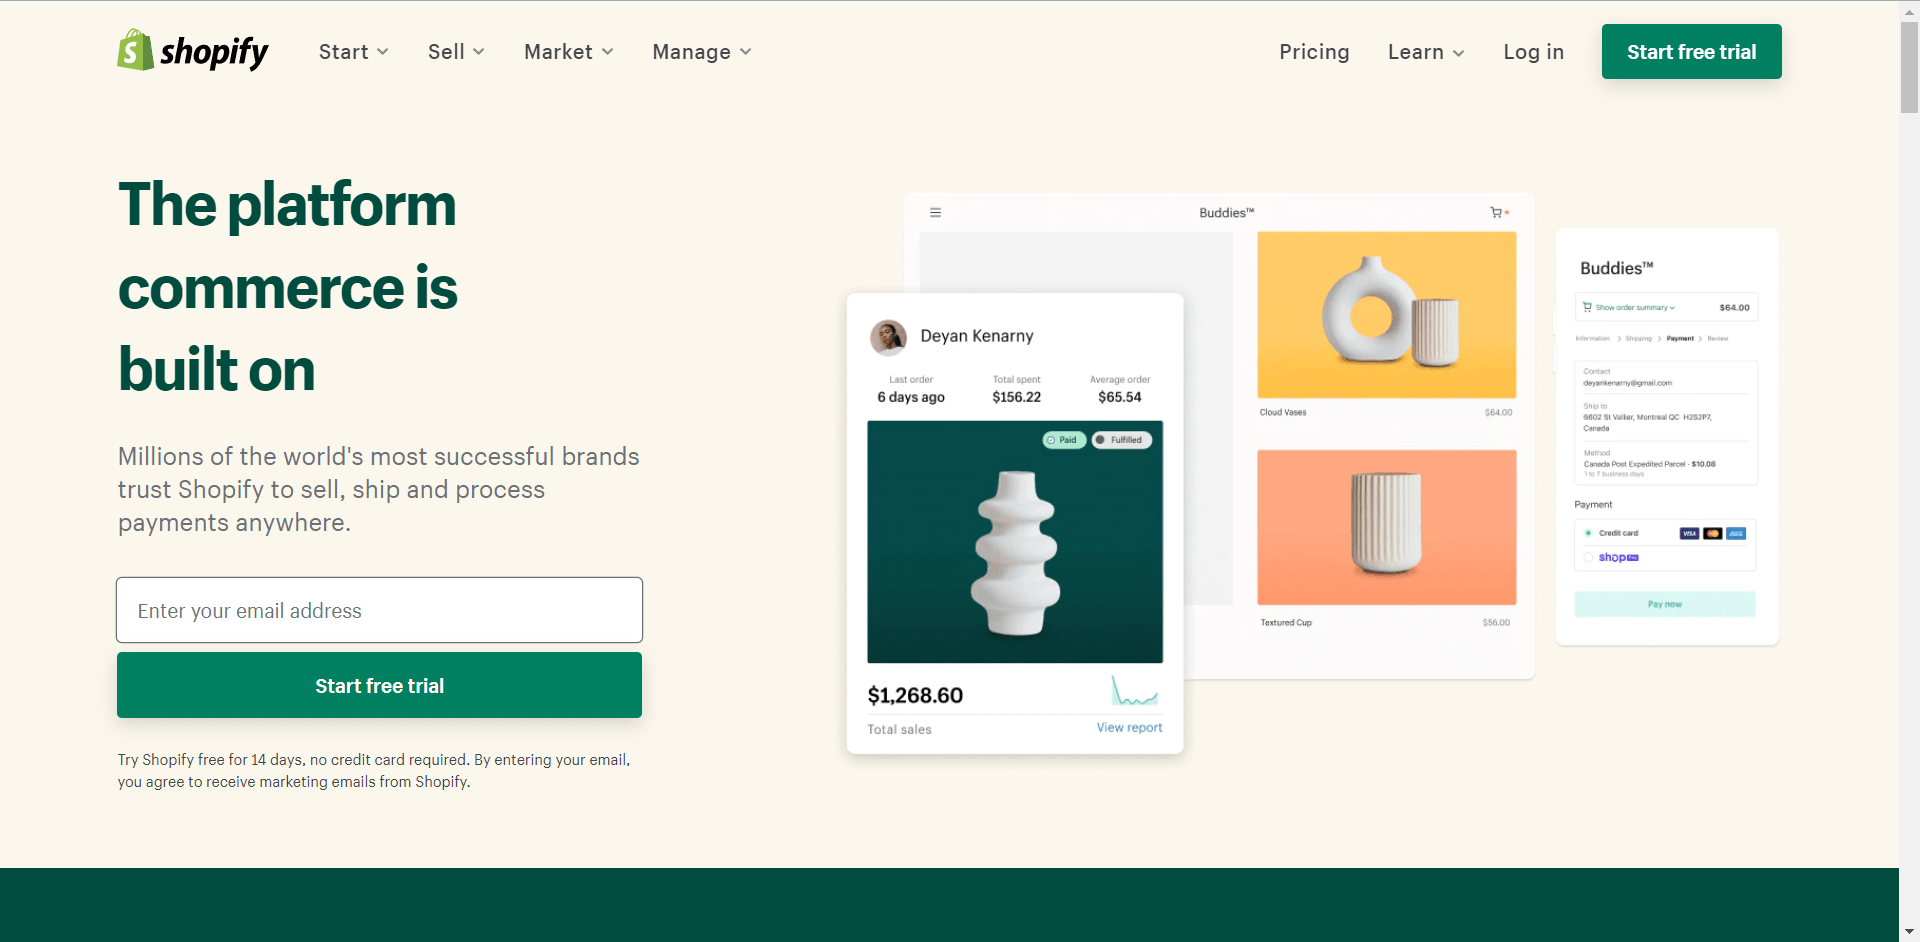 shopify
Start
Sell
Market
Manage
Pricing
Learn
Log in
Start free trial
The platform
commerce is
built on
Millions of the world's most successful brands
trust Shopify to sell, ship and process
payments anywhere.
Enter your email address
Start free trial
Try Shopify free for 14 days, no credit card required. By entering your email,
you agree to receive marketing emails from Shopify.
Buddies™
Deyan Kenarny
Last order
Total spent
Average order
6 days ago
$156.22
$65.54
Paid
Fulfilled
$1,268.60
Total sales
View report
Cloud Vases
$64.00
Textured Cup
$56.00
Buddies™
Show order summary
$64.00
Information > Shipping > Payment > Review
Contact
deyankenarny@gmail.com
Ship to
6602 St Vallier, Montreal QC H2S2P7,
Canada
Method
Canada Post Expedited Parcel · $10.08
1 to 7 business days
Payment
Credit card
VISA
shop Pay
Pay now